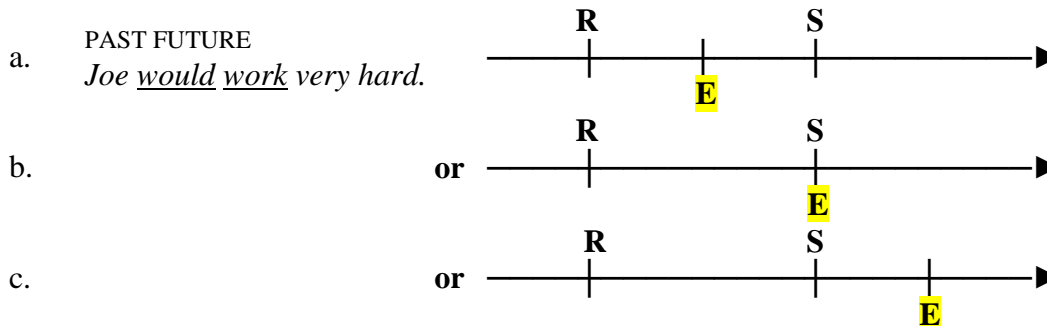 R S
PAST FUTURE
a.
Joe would work very hard.
E
R S
b. or
E
R S
c. or
E